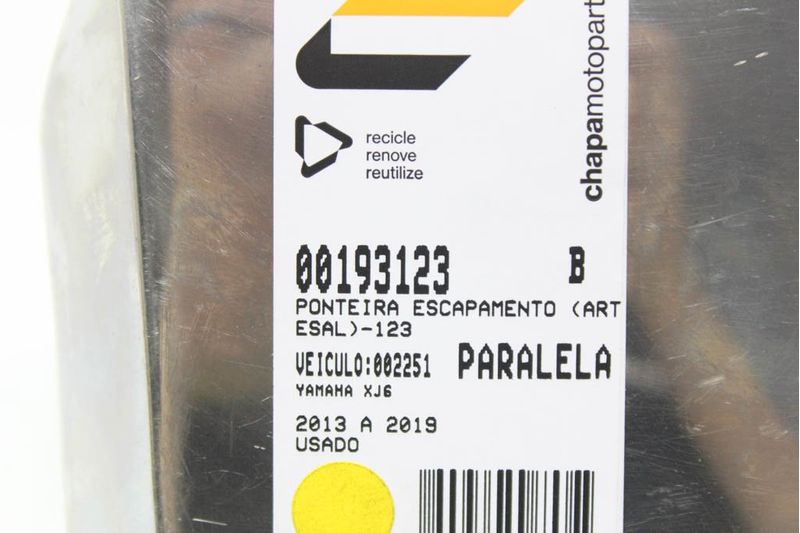 chapamotopart
recicle
renove
reutilize
00193123 B
PONTEIRA ESCAPAMENTO (ART
ESAL)-123
VEICULO:002251 PARALELA
YAMAHA XJ6
2013 A 2019
USADO